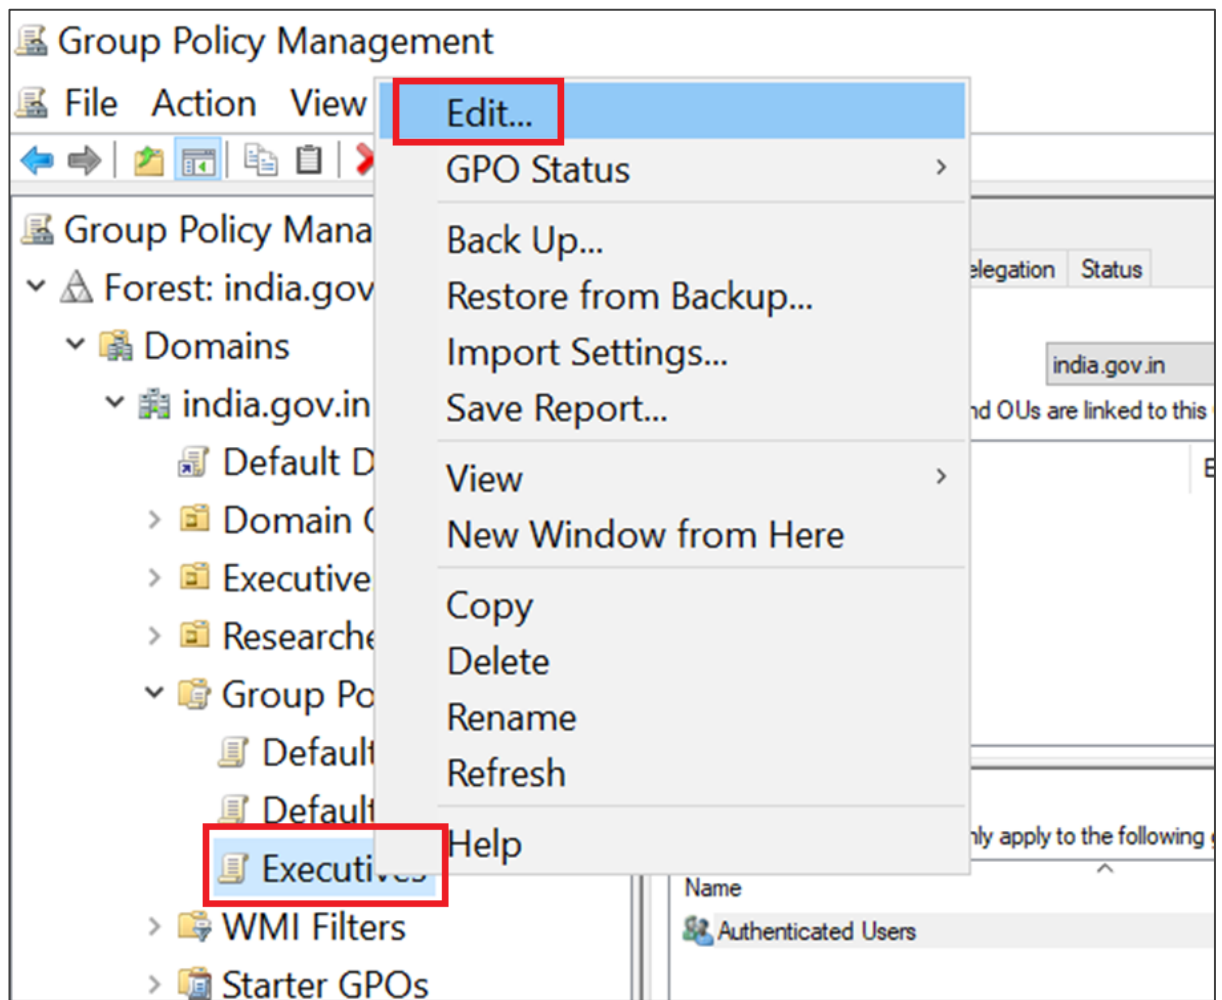 Group Policy Management
File Action View
Edit...
GPO Status
Back Up...
Restore from Backup...
Import Settings...
Save Report...
View
New Window from Here
Copy
Delete
Rename
Refresh
Help
Group Policy Mana
Forest: india.gov
Domains
india.gov.in
Default D
Domain
Executive
Researche
Group Po
Default
Default
Executives
WMI Filters
Starter GPOs
elegation Status
india.gov.in
nd OUs are linked to this
E
nly apply to the following
Name
Authenticated Users